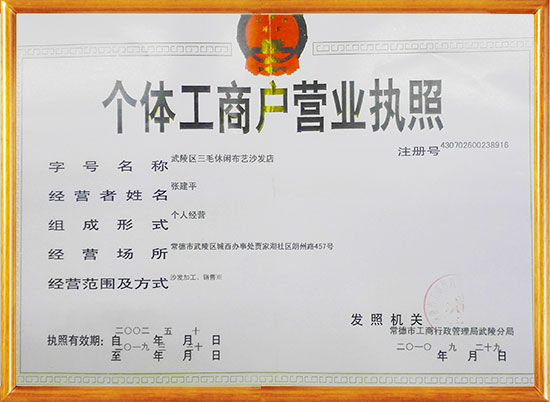 个体工商户营业执照
注册号 430702600238916
字号名称 武陵区三毛休闲布艺沙发店
经营者姓名 张建平
组成形式 个人经营
经营场所 常德市武陵区城西办事处贾家湖社区朗州路457号
经营范围及方式 沙发加工、销售※
发照机关 常德市工商行政管理局武陵分局
执照有效期: 自二〇〇二年五月十日
至二〇一九年三月二十日
二〇一〇年九月二十九日